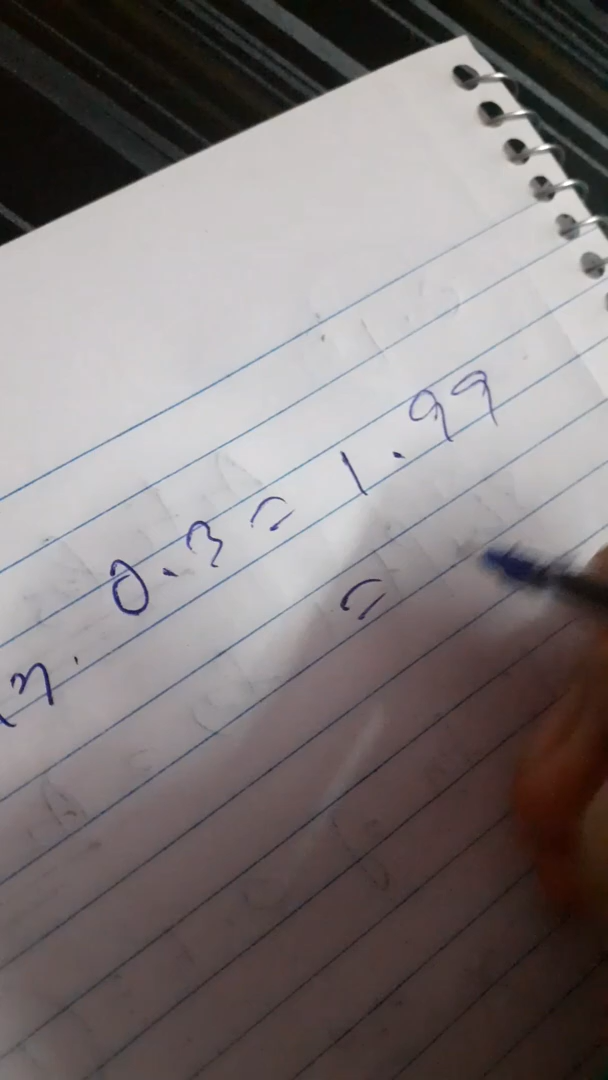 n. 0.3 = 1.99
=